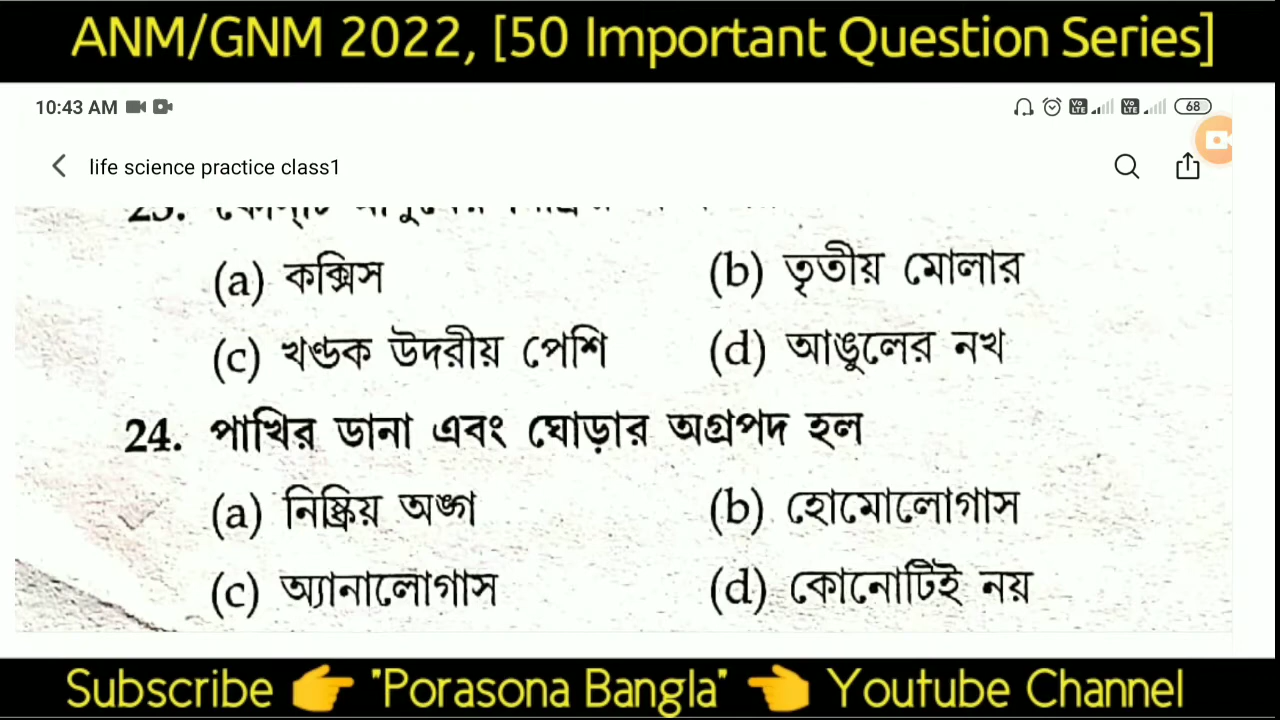 ANM/GNM 2022, [50 Important Question Series]
10:43 AM
68
life science practice class1
(a) কক্সিস (b) তৃতীয় মোলার
(c) খণ্ডক উদরীয় পেশি (d) আঙুলের নখ
24. পাখির ডানা এবং ঘোড়ার অগ্রপদ হল
(a) নিষ্ক্রিয় অঙ্গ (b) হোমোলোগাস
(c) অ্যানালোগাস (d) কোনোটিই নয়
Subscribe 👉 "Porasona Bangla" 👈 Youtube Channel